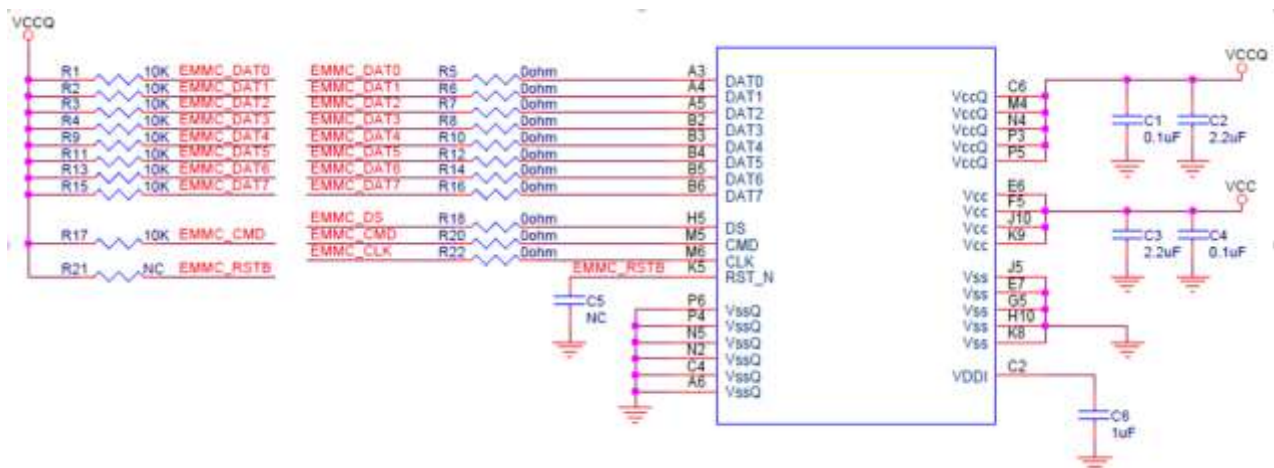 VCCQ
R1 10K EMMC_DAT0
R2 10K EMMC_DAT1
R3 10K EMMC_DAT2
R4 10K EMMC_DAT3
R9 10K EMMC_DAT4
R11 10K EMMC_DAT5
R13 10K EMMC_DAT6
R15 10K EMMC_DAT7
R17 10K EMMC_CMD
R21 NC EMMC_RSTB
EMMC_DAT0 R5 0ohm A3 DAT0
EMMC_DAT1 R6 0ohm A4 DAT1
EMMC_DAT2 R7 0ohm A5 DAT2
EMMC_DAT3 R8 0ohm B2 DAT3
EMMC_DAT4 R10 0ohm B3 DAT4
EMMC_DAT5 R12 0ohm B4 DAT5
EMMC_DAT6 R14 0ohm B5 DAT6
EMMC_DAT7 R16 0ohm B6 DAT7
EMMC_DS R18 0ohm H5 DS
EMMC_CMD R20 0ohm M5 CMD
EMMC_CLK R22 0ohm M6 CLK
EMMC_RSTB K5 RST_N
C5
NC
P6 VssQ
P4 VssQ
N5 VssQ
N2 VssQ
C4 VssQ
A6 VssQ
VccQ C6
VccQ M4
VccQ N4
VccQ P3
VccQ P5
VCCQ
C1
0.1uF
C2
2.2uF
Vcc E6
Vcc F5
Vcc J10
Vcc K9
VCC
C3
2.2uF
C4
0.1uF
Vss J5
Vss E7
Vss G5
Vss H10
Vss K8
VDDI C2
C6
1uF